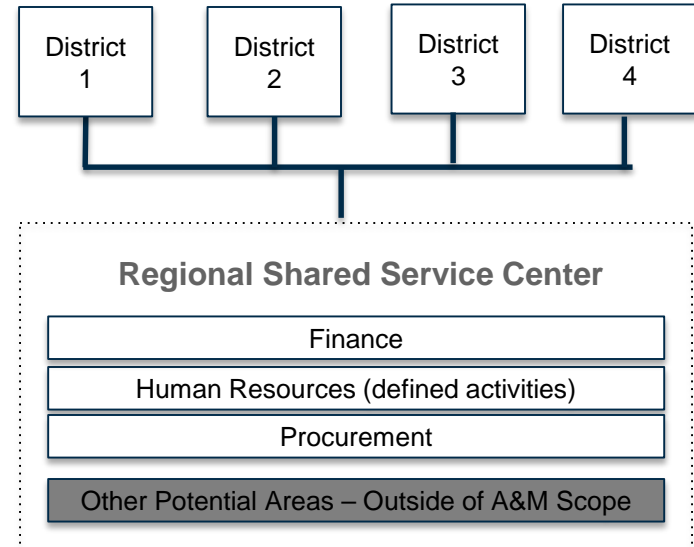 District
1
District
2
District
3
District
4
Regional Shared Service Center
Finance
Human Resources (defined activities)
Procurement
Other Potential Areas – Outside of A&M Scope